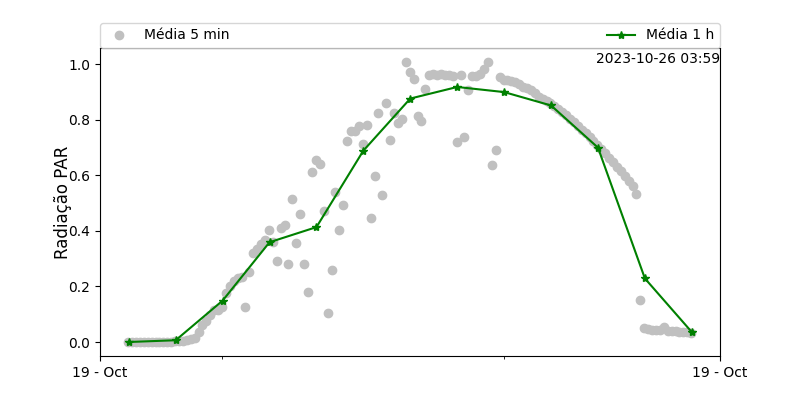 Média 5 min
Média 1 h
2023-10-26 03:59
Radiação PAR
1.0
0.8
0.6
0.4
0.2
0.0
19 - Oct
19 - Oct